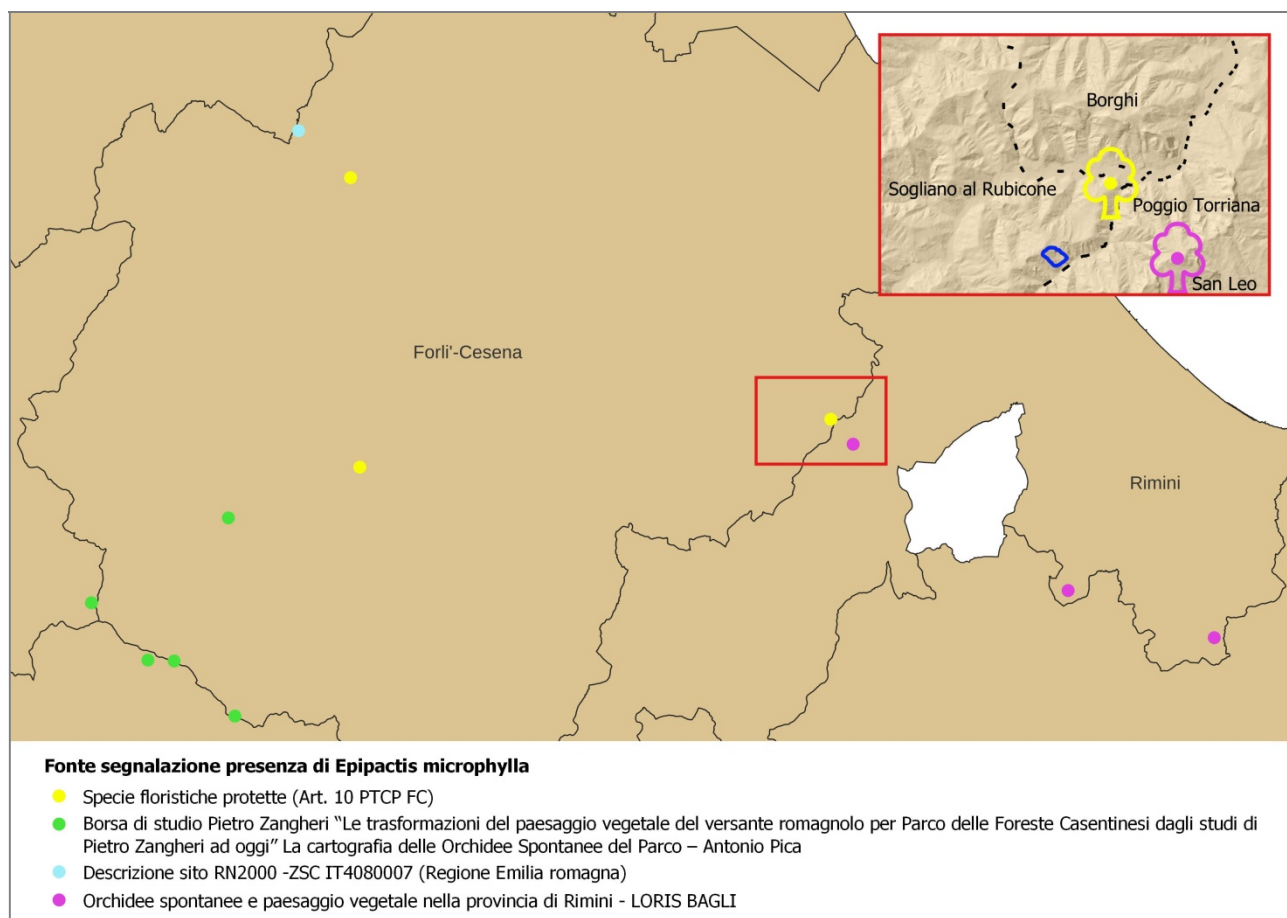 Borghi
Sogliano al Rubicone
Poggio Torriana
San Leo
Forli'-Cesena
Rimini
Fonte segnalazione presenza di Epipactis microphylla
Specie floristiche protette (Art. 10 PTCP FC)
Borsa di studio Pietro Zangheri “Le trasformazioni del paesaggio vegetale del versante romagnolo per Parco delle Foreste Casentinesi dagli studi di
Pietro Zangheri ad oggi” La cartografia delle Orchidee Spontanee del Parco – Antonio Pica
Descrizione sito RN2000 -ZSC IT4080007 (Regione Emilia romagna)
Orchidee spontanee e paesaggio vegetale nella provincia di Rimini - LORIS BAGLI